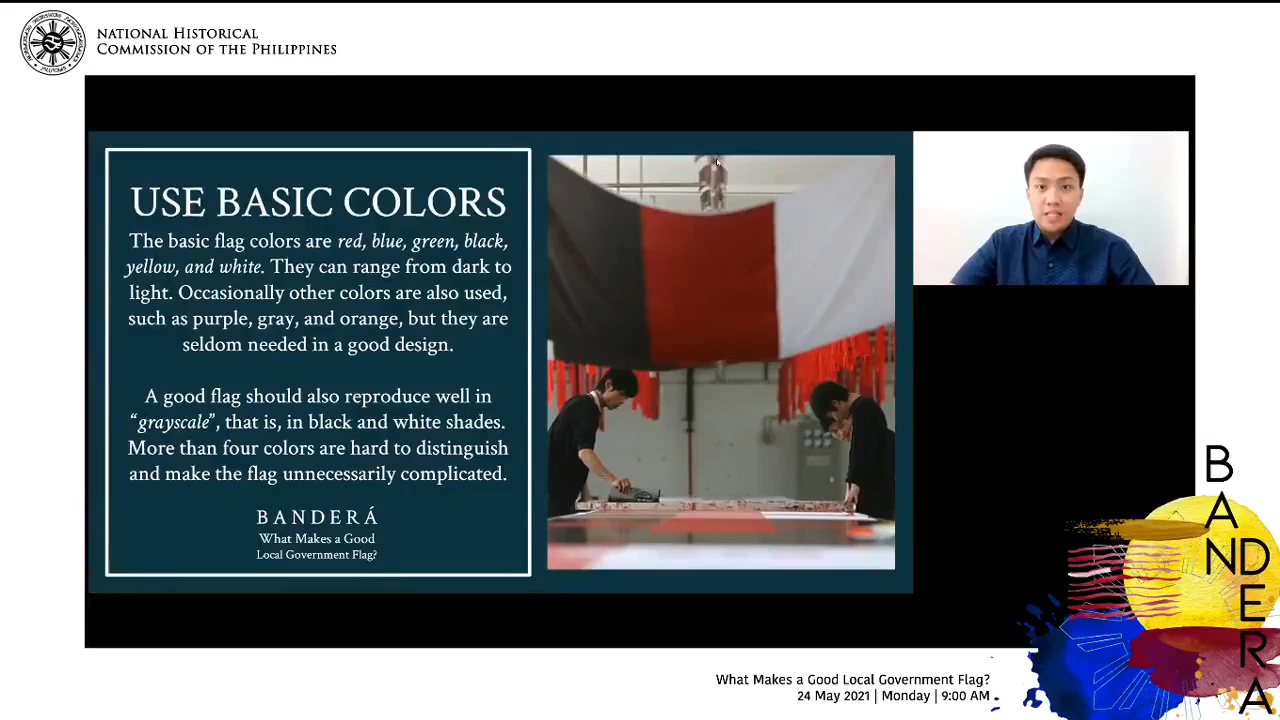 NATIONAL HISTORICAL
COMMISSION OF THE PHILIPPINES
USE BASIC COLORS
The basic flag colors are red, blue, green, black,
yellow, and white. They can range from dark to
light. Occasionally other colors are also used,
such as purple, gray, and orange, but they are
seldom needed in a good design.
A good flag should also reproduce well in
“grayscale”, that is, in black and white shades.
More than four colors are hard to distinguish
and make the flag unnecessarily complicated.
BANDERÁ
What Makes a Good
Local Government Flag?
BANDERA
What Makes a Good Local Government Flag?
24 May 2021 | Monday | 9:00 AM